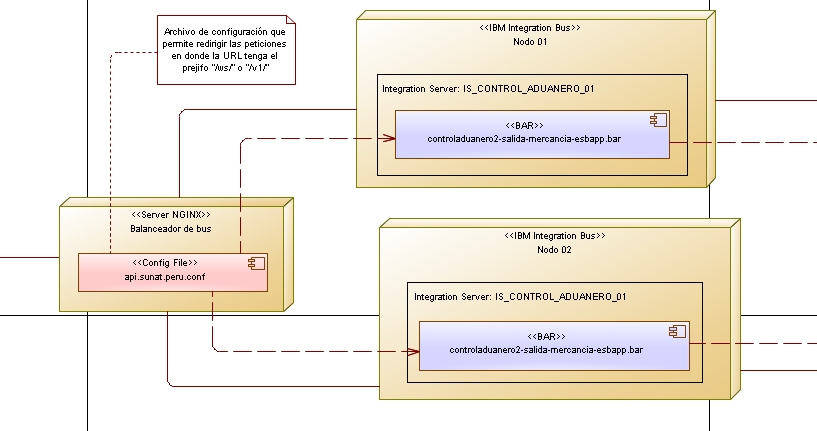 Archivo de configuración que
permite redirigir las peticiones
en donde la URL tenga el
prejifo "/ws/" o "/v1/"
<<IBM Integration Bus>>
Nodo 01
Integration Server: IS_CONTROL_ADUANERO_01
<<BAR>>
controladuanero2-salida-mercancia-esbapp.bar
<<Server NGINX>>
Balanceador de bus
<<Config File>>
api.sunat.peru.conf
<<IBM Integration Bus>>
Nodo 02
Integration Server: IS_CONTROL_ADUANERO_01
<<BAR>>
controladuanero2-salida-mercancia-esbapp.bar